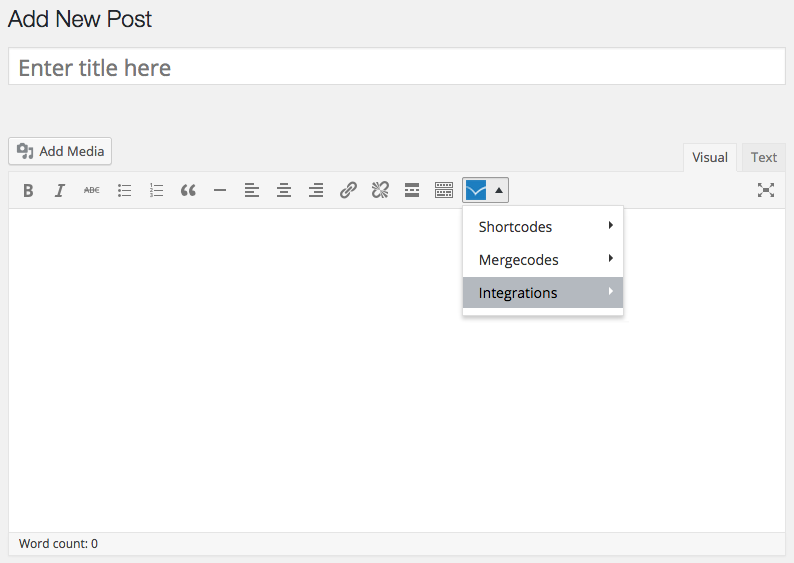 Add New Post
Enter title here
Add Media
Visual
Text
B I ABC
Shortcodes
Mergecodes
Integrations
Word count: 0